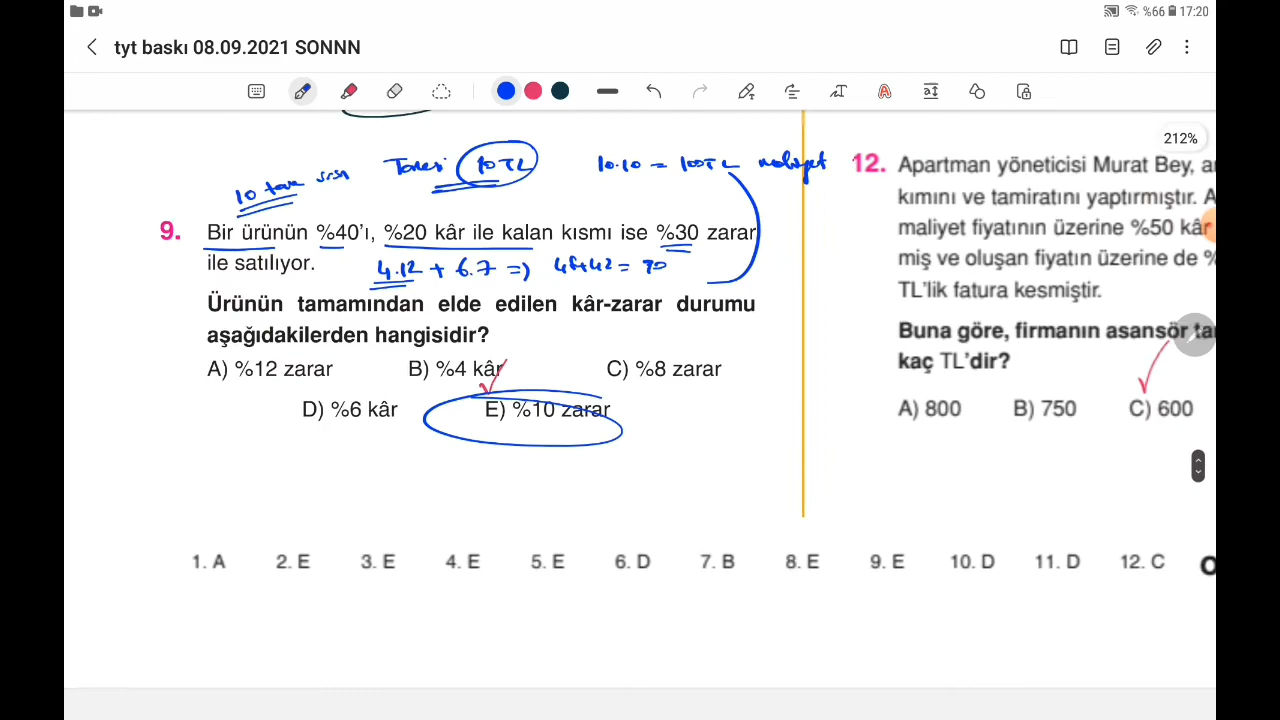 %66 17:20
tyt baskı 08.09.2021 SONNN
212%
10 tane
Tanesi 10 TL 10.10 = 100TL maliyet
9. Bir ürünün %40'ı, %20 kâr ile kalan kısmı ise %30 zarar
ile satılıyor.
4.12 + 6.7 => 48+42 = 90
Ürünün tamamından elde edilen kâr-zarar durumu
aşağıdakilerden hangisidir?
A) %12 zarar B) %4 kâr C) %8 zarar
D) %6 kâr E) %10 zarar
12. Apartman yöneticisi Murat Bey, a
kımını ve tamiratını yaptırmıştır. A
maliyet fiyatının üzerine %50 kâr
miş ve oluşan fiyatın üzerine de %
TL'lik fatura kesmiştir.
Buna göre, firmanın asansör ta
kaç TL'dir?
A) 800 B) 750 C) 600
1. A 2. E 3. E 4. E 5. E 6. D 7. B 8. E 9. E 10. D 11. D 12. C